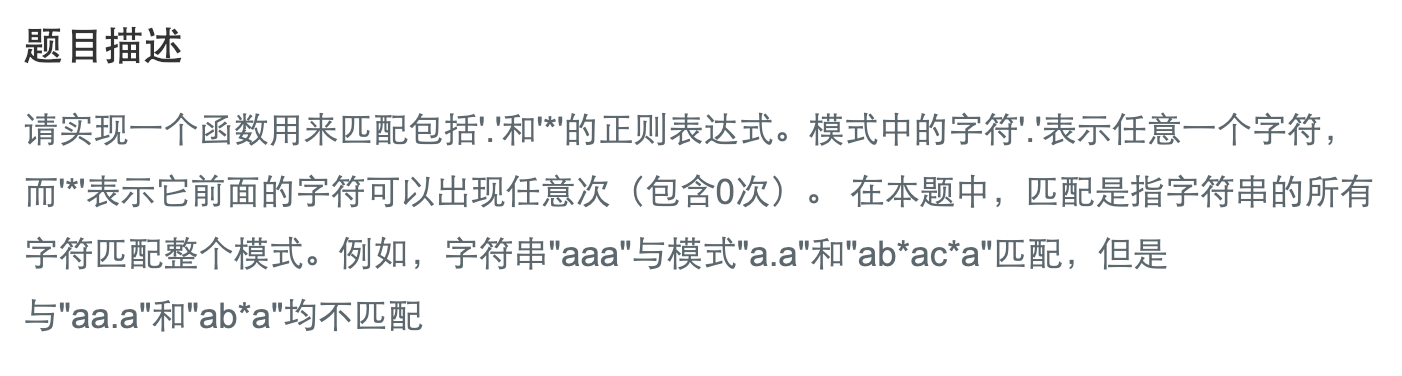 题目描述
请实现一个函数用来匹配包括'.'和'*'的正则表达式。模式中的字符'.'表示任意一个字符，
而'*'表示它前面的字符可以出现任意次（包含0次）。 在本题中，匹配是指字符串的所有
字符匹配整个模式。例如，字符串"aaa"与模式"a.a"和"ab*ac*a"匹配，但是
与"aa.a"和"ab*a"均不匹配